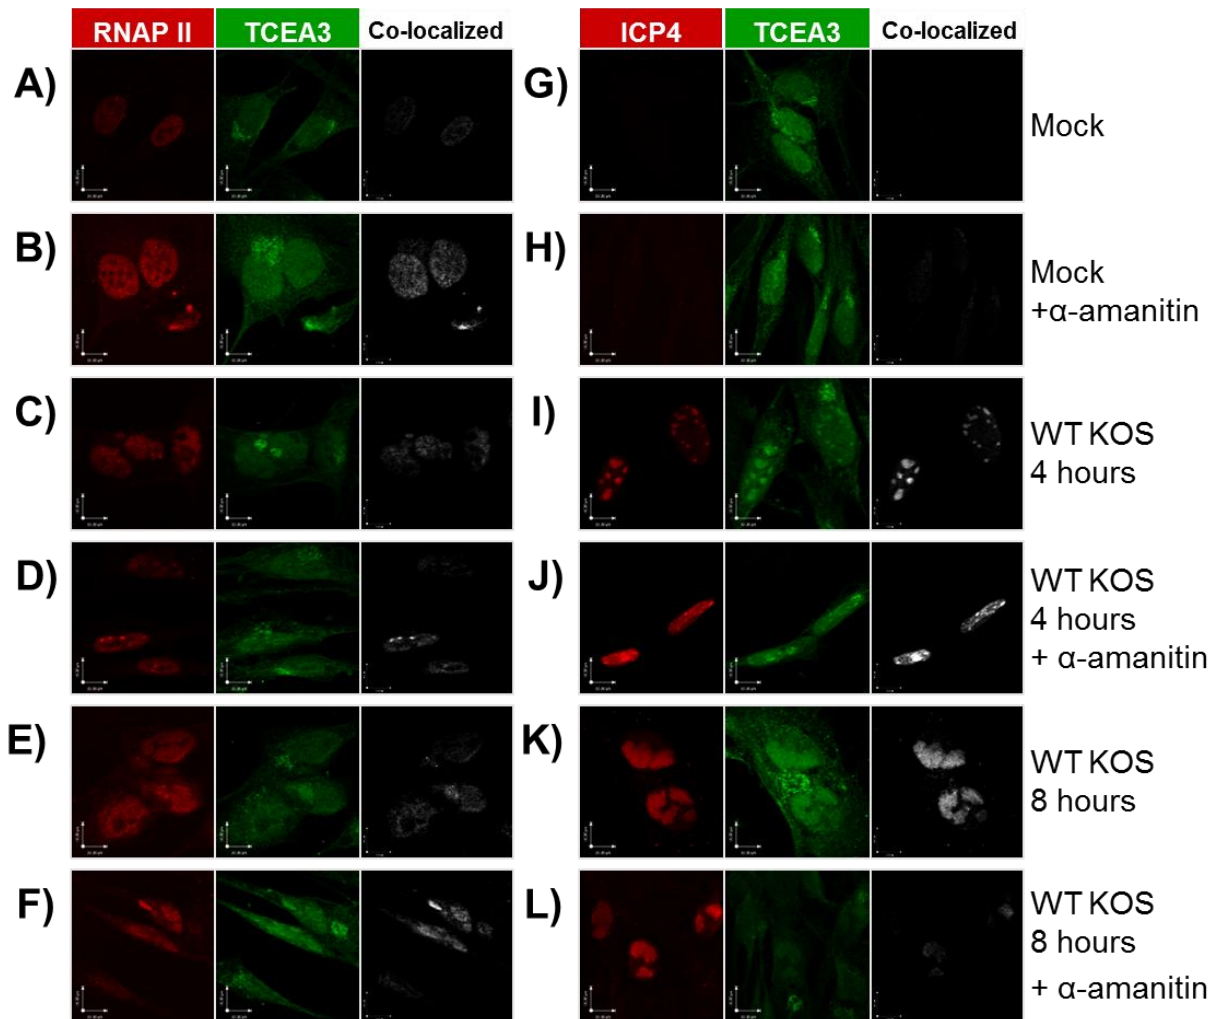 RNAP II TCEA3 Co-localized ICP4 TCEA3 Co-localized
A) G) Mock
B) H) Mock
+α-amanitin
C) I) WT KOS
4 hours
D) J) WT KOS
4 hours
+ α-amanitin
E) K) WT KOS
8 hours
F) L) WT KOS
8 hours
+ α-amanitin